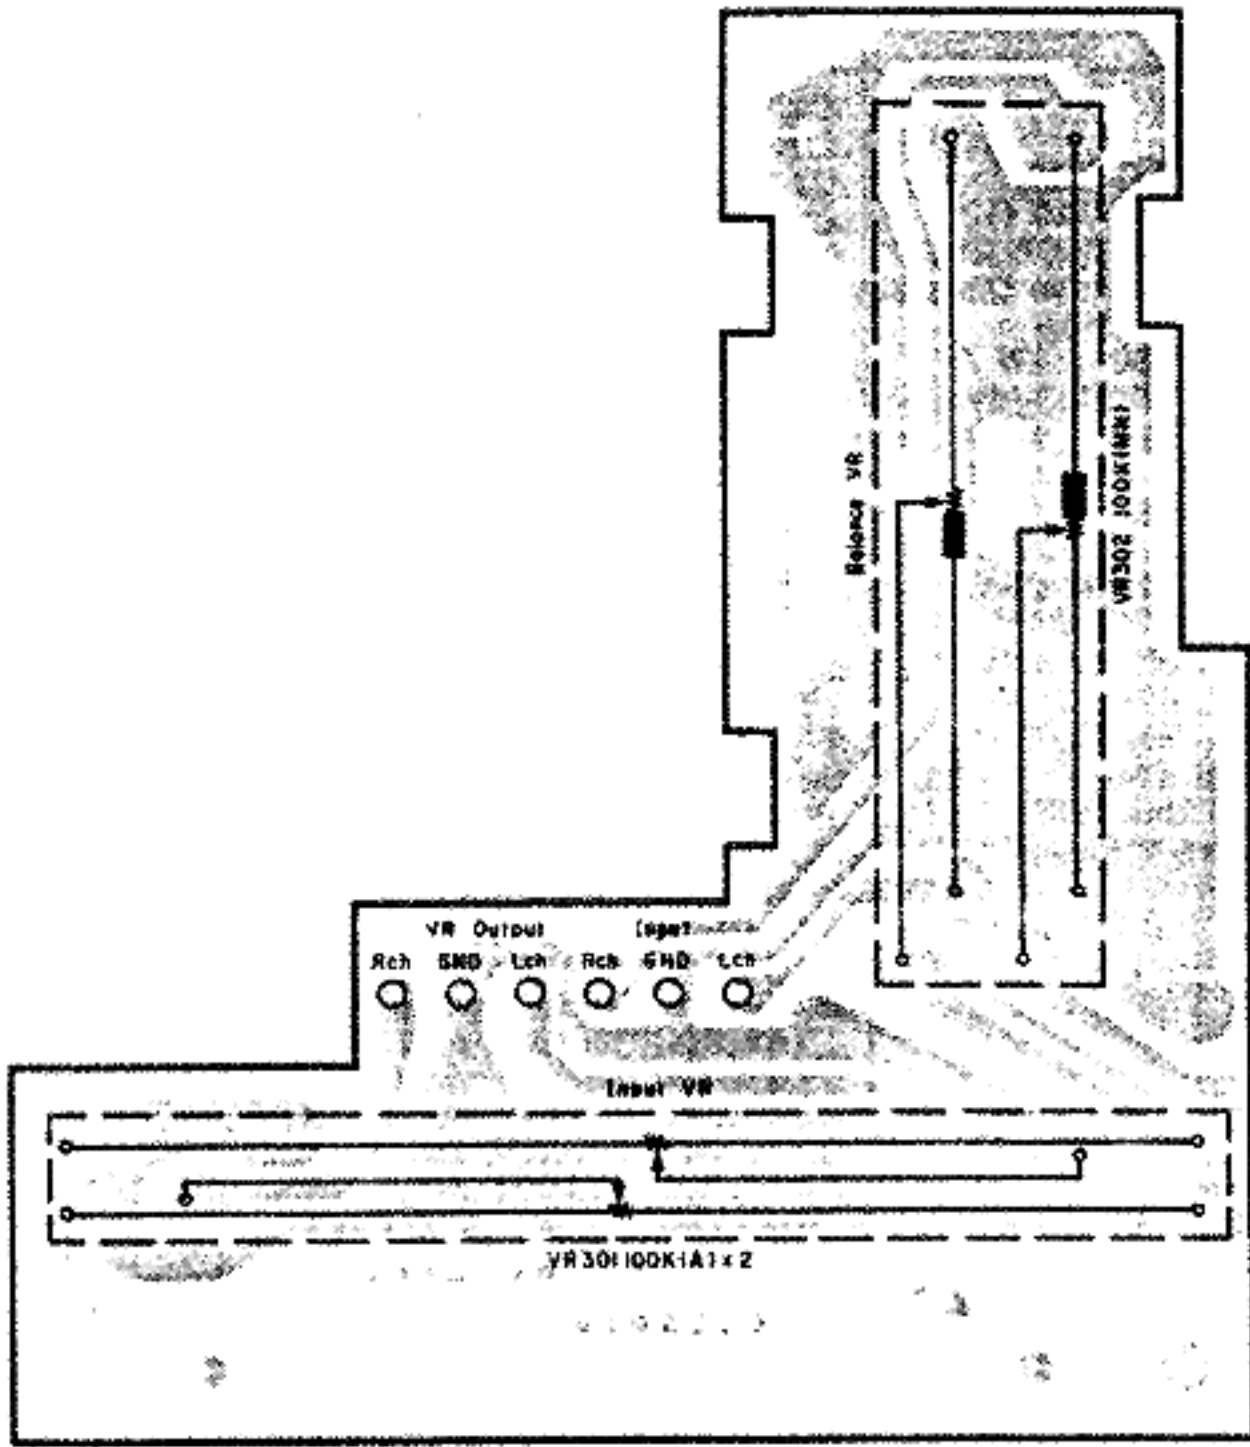 Balance VR
VR302 100K(MN)
VR Output Input
Rch GND Lch Rch GND Lch
Input VR
VR301 100K(A)×2